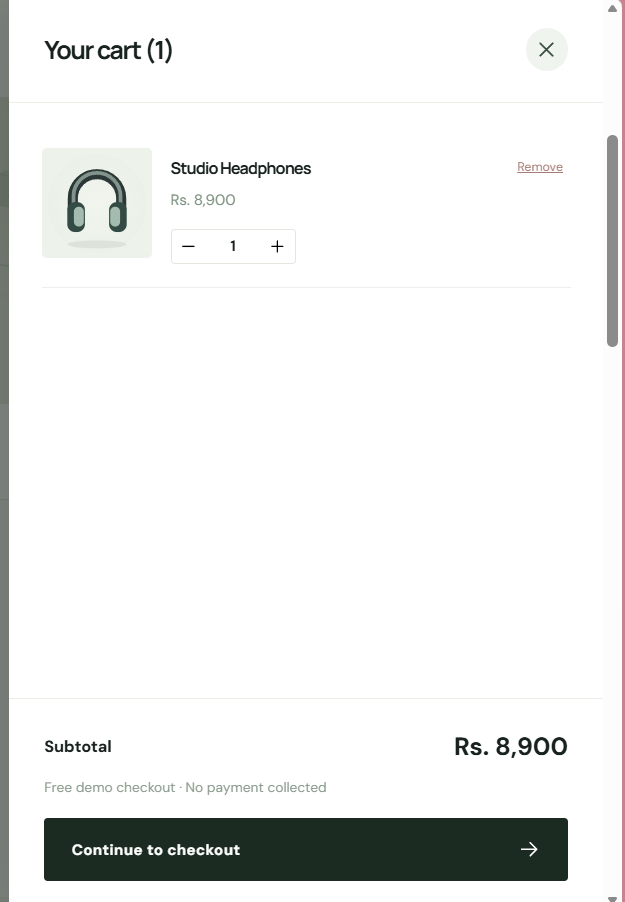 Your cart (1)
Studio Headphones
Remove
Rs. 8,900
1
Subtotal
Rs. 8,900
Free demo checkout · No payment collected
Continue to checkout